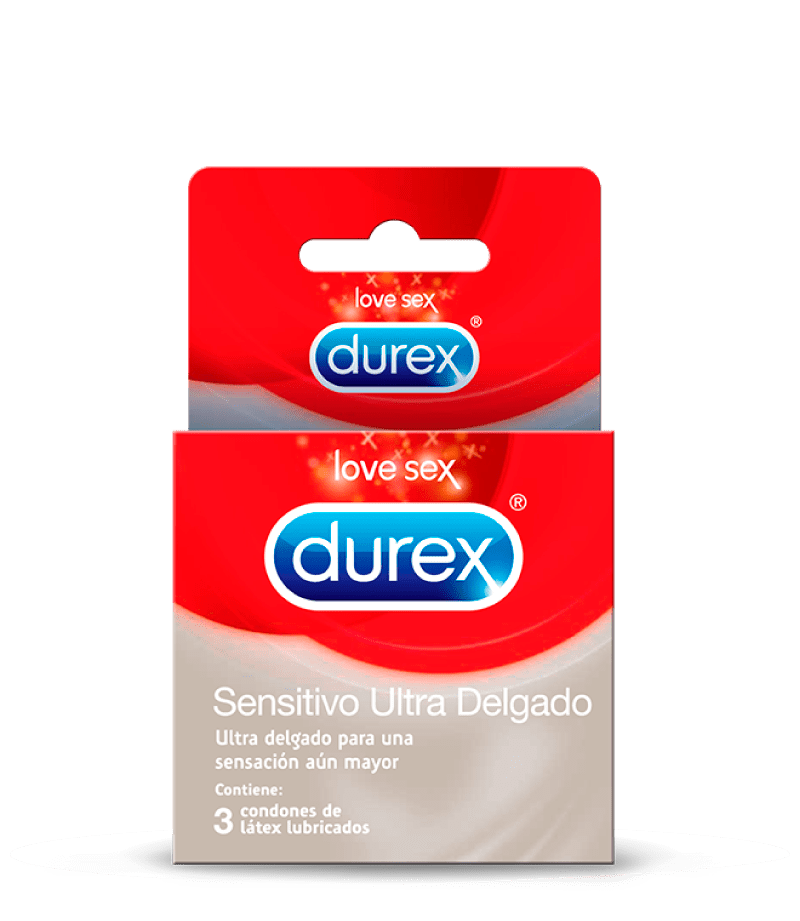 love sex
durex®
love sex
durex®
Sensitivo Ultra Delgado
Ultra delgado para una
sensación aún mayor
Contiene:
3 condones de
látex lubricados